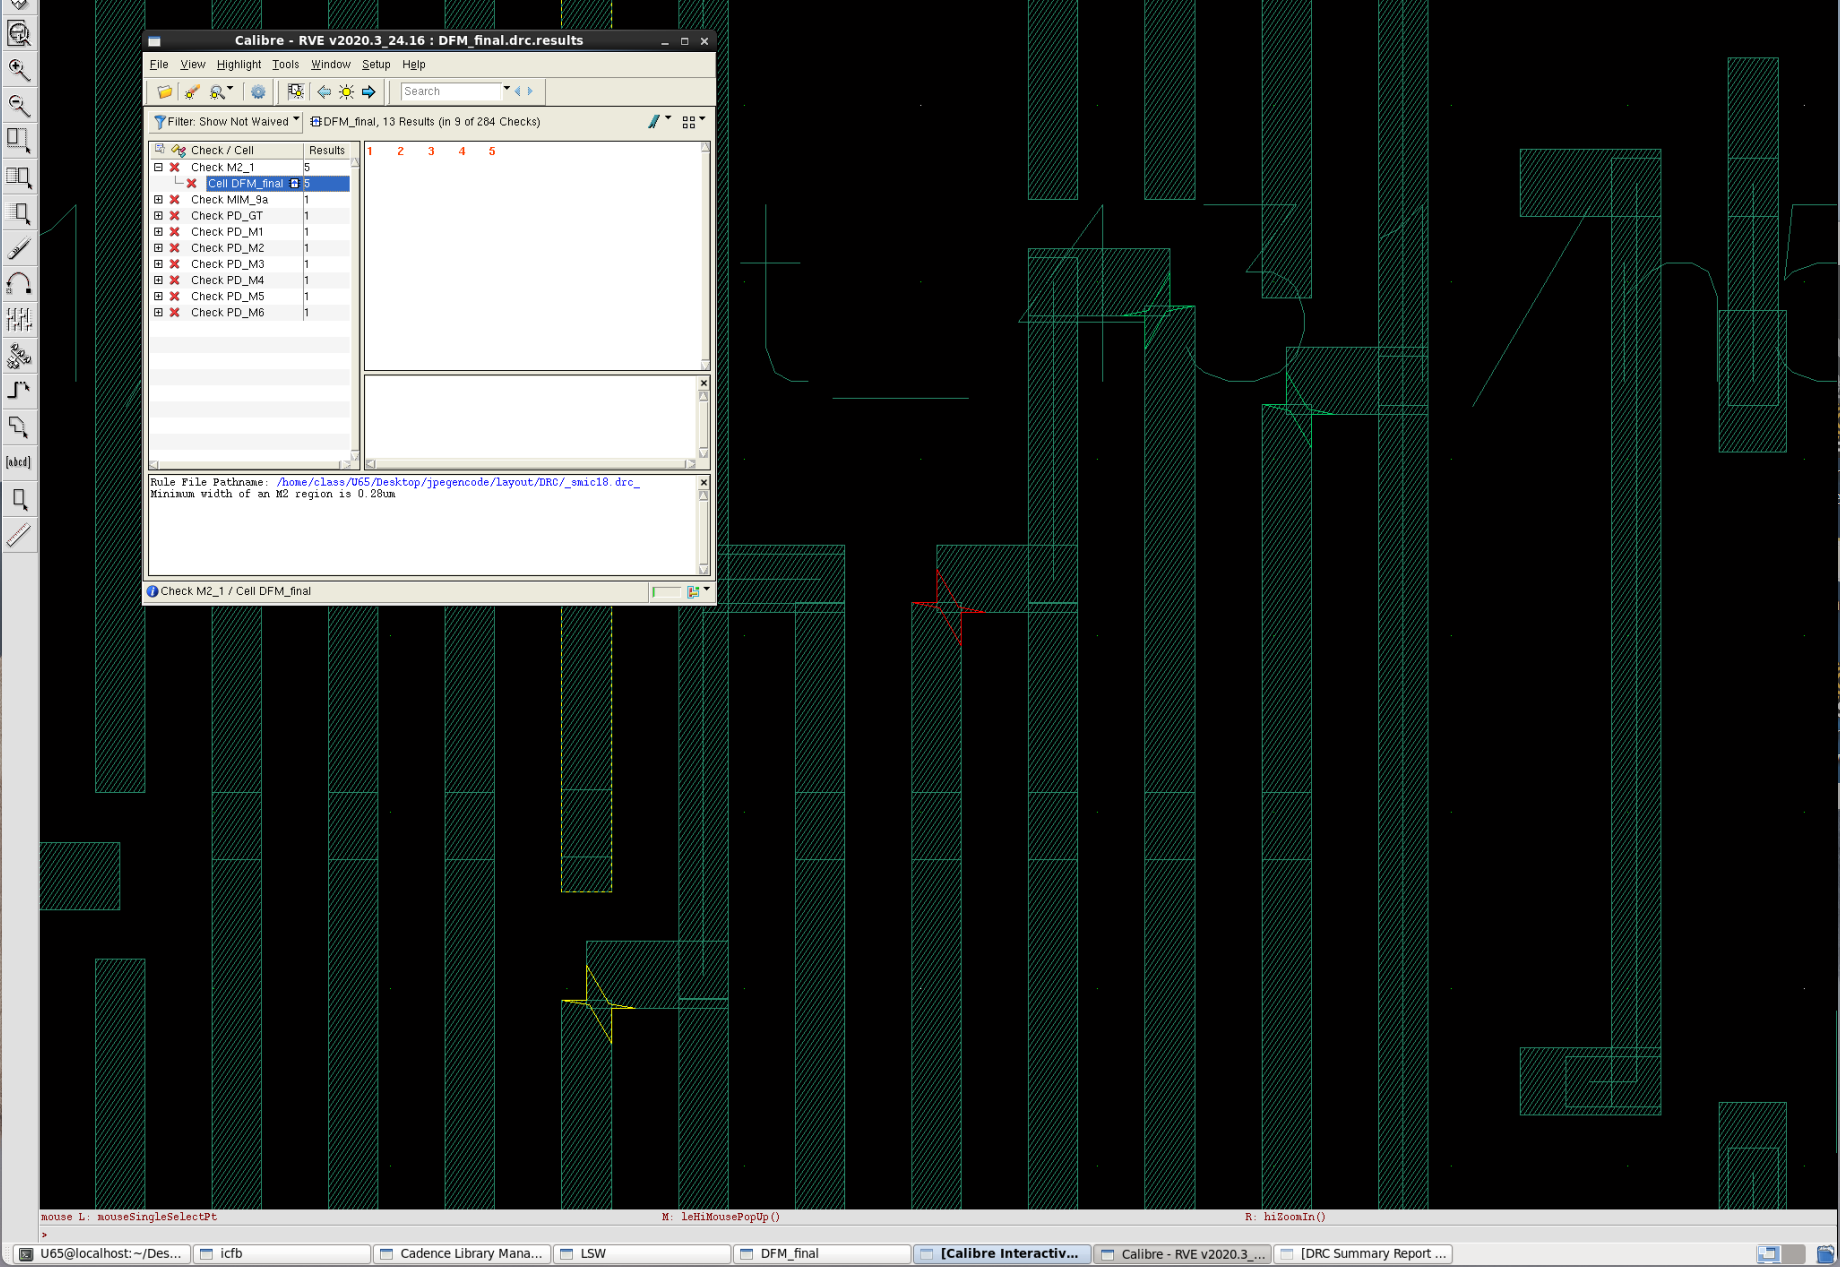 Calibre - RVE v2020.3_24.16 : DFM_final.drc.results
File View Highlight Tools Window Setup Help
Search
Filter: Show Not Waived DFM_final, 13 Results (in 9 of 284 Checks)
Check / Cell Results
1 2 3 4 5
Check M2_1 5
Cell DFM_final 5
Check MIM_9a 1
Check PD_GT 1
Check PD_M1 1
Check PD_M2 1
Check PD_M3 1
Check PD_M4 1
Check PD_M5 1
Check PD_M6 1
Rule File Pathname: /home/class/U65/Desktop/jpegencode/layout/DRC/_smic18.drc_
Minimum width of an M2 region is 0.28um
Check M2_1 / Cell DFM_final
[abcd]
mouse L: mouseSingleSelectPt M: leHiMousePopUp() R: hiZoomIn()
>
U65@localhost:~/Des... icfb Cadence Library Mana... LSW DFM_final [Calibre Interactiv... Calibre - RVE v2020.3_... [DRC Summary Report ...